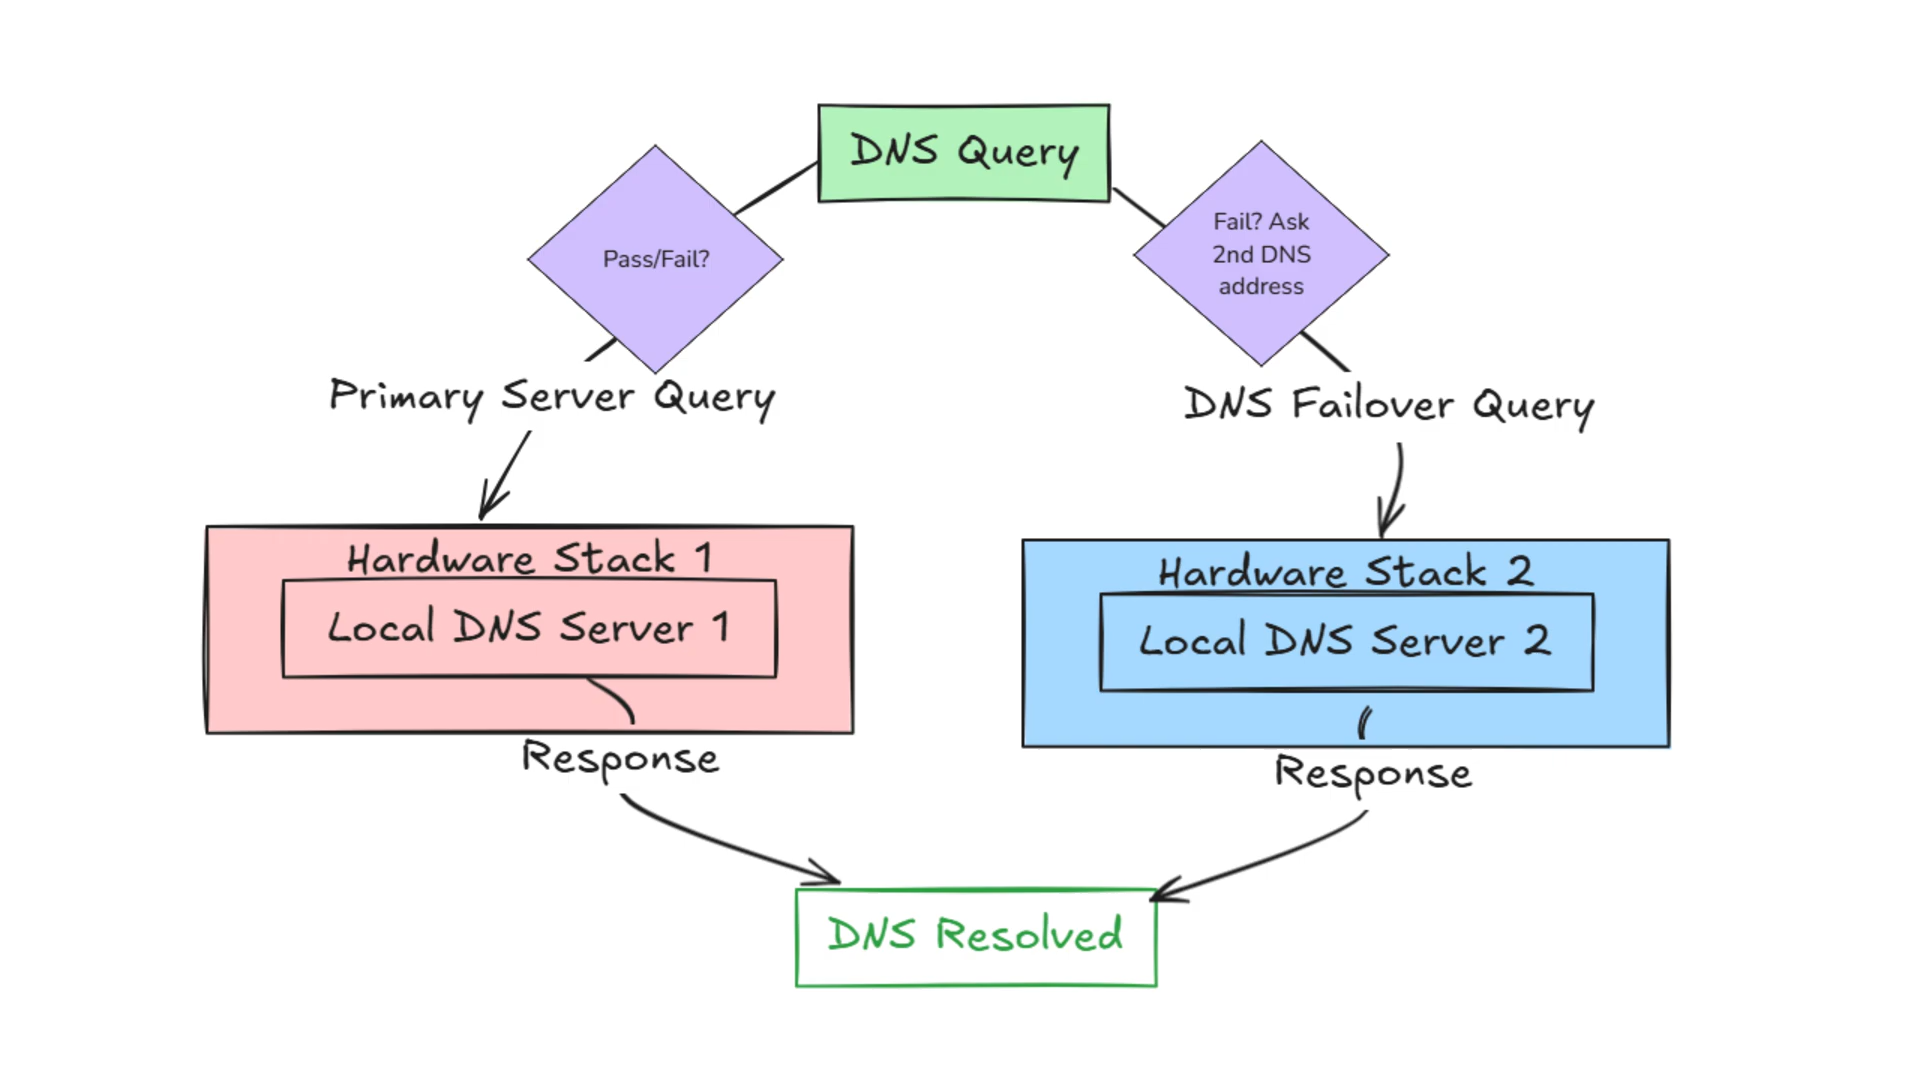 DNS Query
Pass/Fail?
Fail? Ask
2nd DNS
address
Primary Server Query
DNS Failover Query
Hardware Stack 1
Local DNS Server 1
Hardware Stack 2
Local DNS Server 2
Response
Response
DNS Resolved